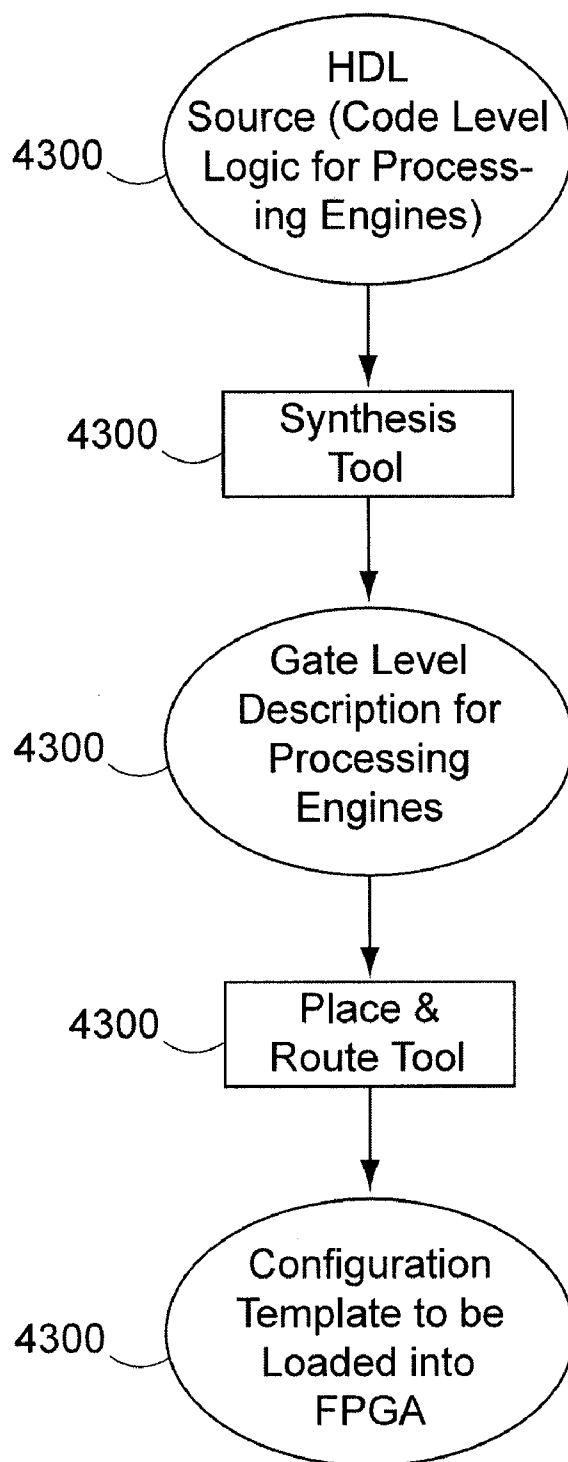 HDL
Source (Code Level
4300
Logic for Process-
ing Engines)
4300
Synthesis
Tool
Gate Level
Description for
4300
Processing
Engines
4300
Place &
Route Tool
Configuration
Template to be
4300
Loaded into
FPGA